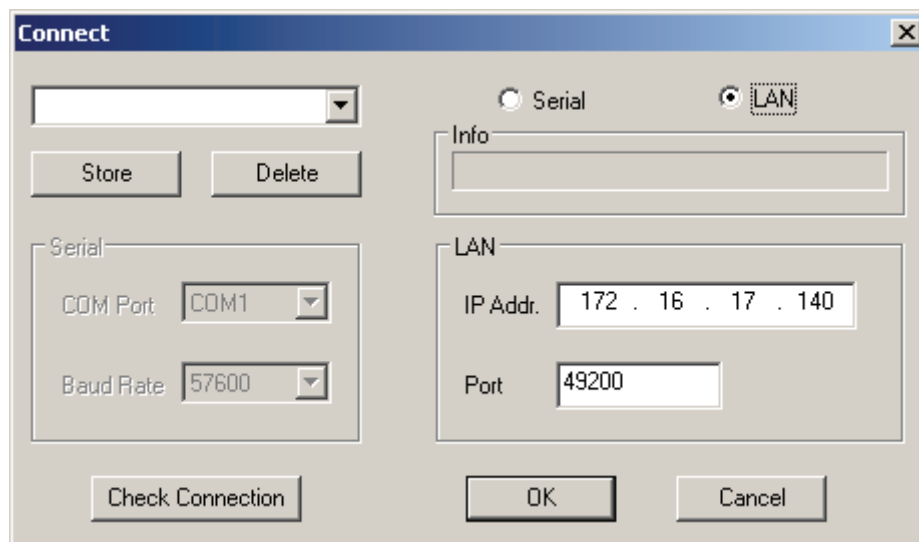 Connect
Serial LAN
Info
Store Delete
Serial LAN
COM Port COM1 IP Addr. 172 . 16 . 17 . 140
Baud Rate 57600 Port 49200
Check Connection OK Cancel